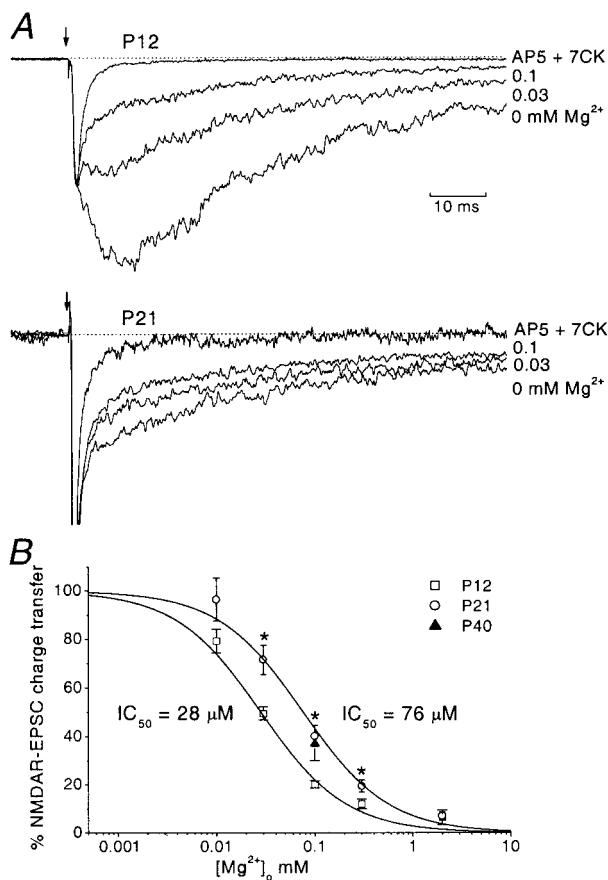 A
P12
AP5 + 7CK
0.1
0.03
0 mM Mg²⁺
10 ms
P21
AP5 + 7CK
0.1
0.03
0 mM Mg²⁺
B
% NMDAR-EPSC charge transfer
100
80
60
40
20
0
□ P12
○ P21
▲ P40
*
IC₅₀ = 28 µM
IC₅₀ = 76 µM
*
*
0.001 0.01 0.1 1 10
[Mg²⁺]ₒ mM